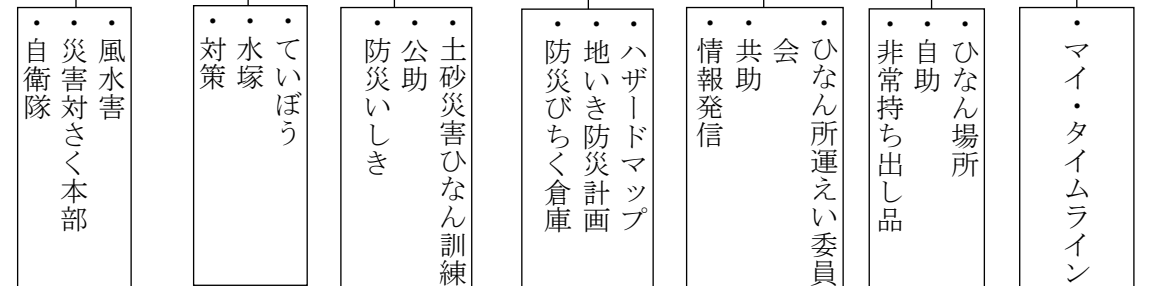 ・マイ・タイムライン
・ひなん場所
・自助
・非常持ち出し品
・ひなん所運えい委員
会
・共助
・情報発信
・ハザードマップ
・地いき防災計画
・防災びちく倉庫
・土砂災害ひなん訓練
・公助
・防災いしき
・ていぼう
・水塚
・対策
・風水害
・災害対さく本部
・自衛隊